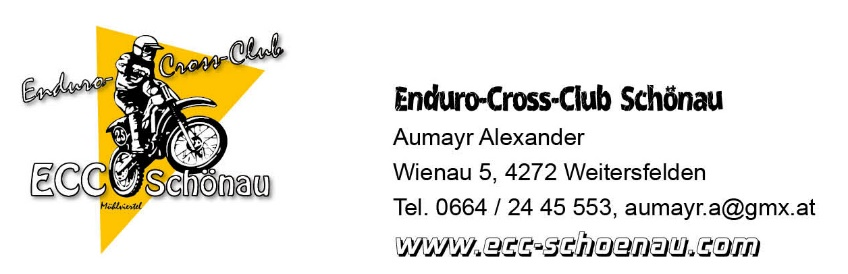 Enduro-Cross-Club
25
ECC Schönau
Mühlviertel
Enduro-Cross-Club Schönau
Aumayr Alexander
Wienau 5, 4272 Weitersfelden
Tel. 0664 / 24 45 553, aumayr.a@gmx.at
www.ecc-schoenau.com